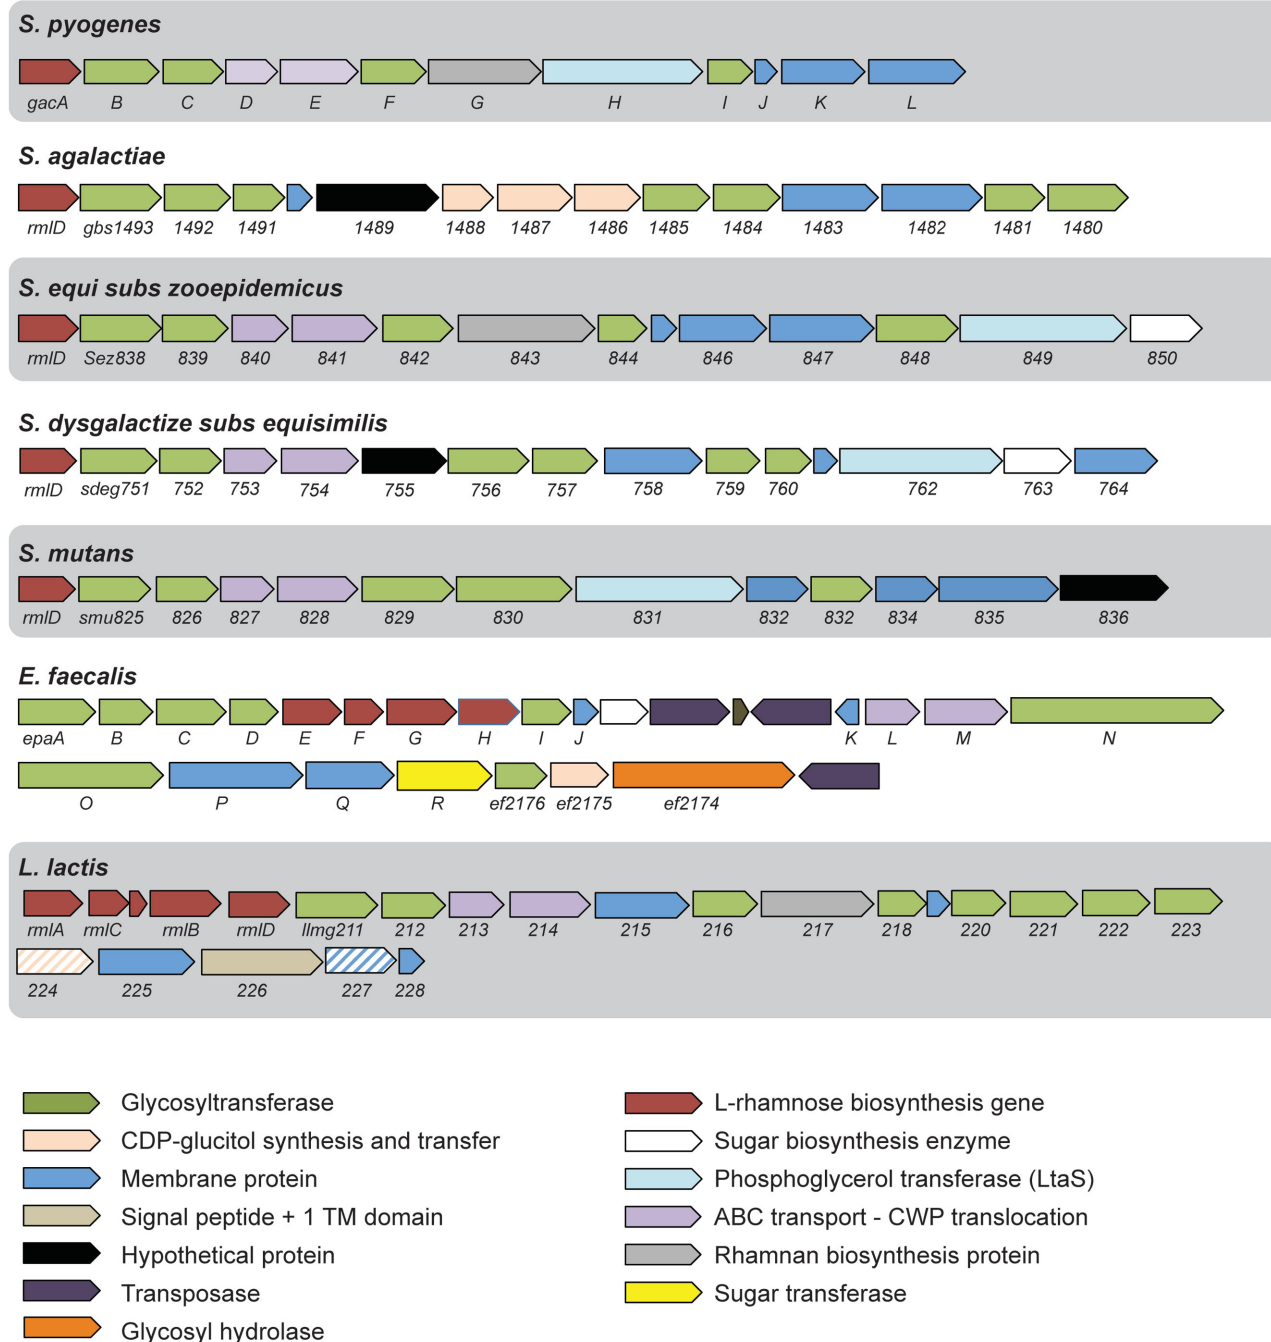 S. pyogenes
gacA B C D E F G H I J K L
S. agalactiae
rmlD gbs1493 1492 1491 1489 1488 1487 1486 1485 1484 1483 1482 1481 1480
S. equi subs zooepidemicus
rmlD Sez838 839 840 841 842 843 844 846 847 848 849 850
S. dysgalactize subs equisimilis
rmlD sdeg751 752 753 754 755 756 757 758 759 760 762 763 764
S. mutans
rmlD smu825 826 827 828 829 830 831 832 832 834 835 836
E. faecalis
epaA B C D E F G H I J K L M N
O P Q R ef2176 ef2175 ef2174
L. lactis
rmlA rmlC rmlB rmlD llmg211 212 213 214 215 216 217 218 220 221 222 223
224 225 226 227 228
Glycosyltransferase
CDP-glucitol synthesis and transfer
Membrane protein
Signal peptide + 1 TM domain
Hypothetical protein
Transposase
Glycosyl hydrolase
L-rhamnose biosynthesis gene
Sugar biosynthesis enzyme
Phosphoglycerol transferase (LtaS)
ABC transport - CWP translocation
Rhamnan biosynthesis protein
Sugar transferase